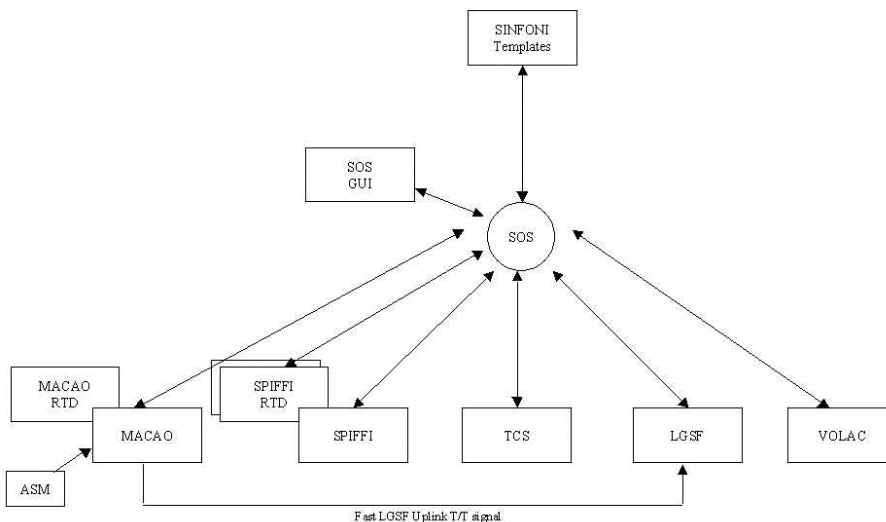 SINFONI
Templates
SOS
GUI
SOS
MACAO
RTD
SPIFFI
RTD
MACAO
SPIFFI
TCS
LGSF
VOLAC
ASM
Fast LGSF Uplink T/T signal